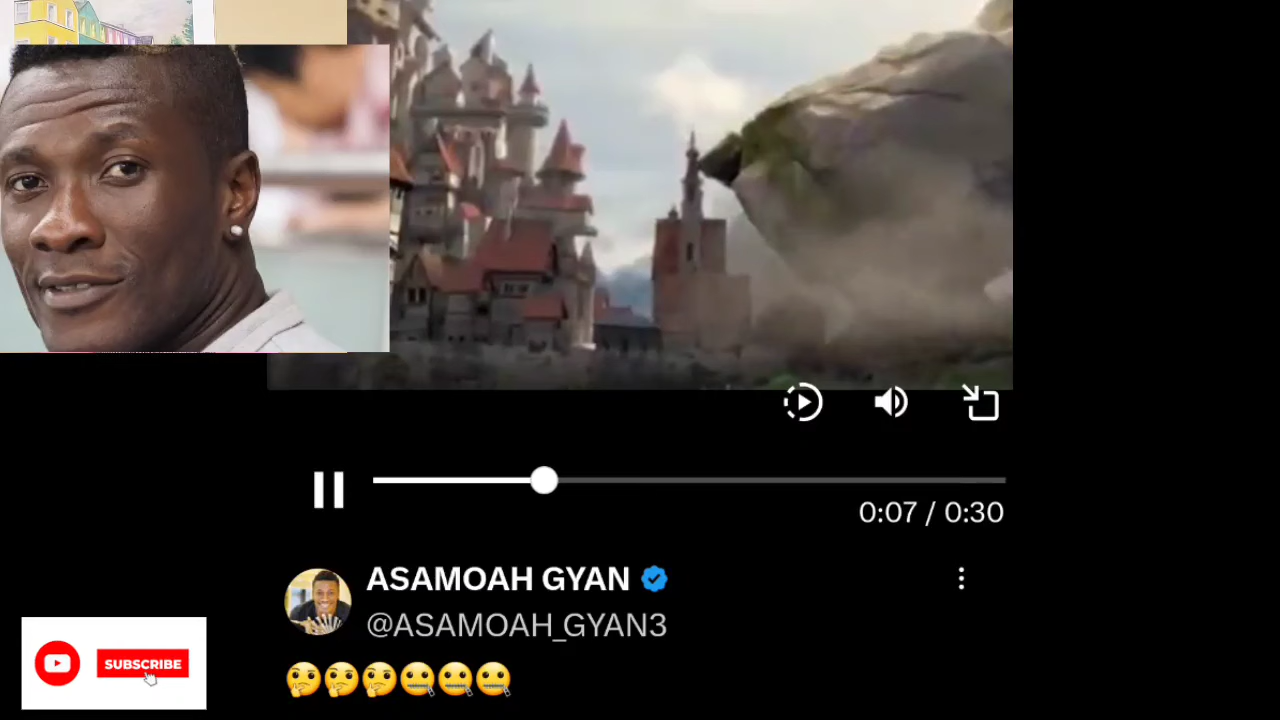 0:07 / 0:30
ASAMOAH GYAN
@ASAMOAH_GYAN3
🤔🤔🤔🤐🤐🤐
SUBSCRIBE